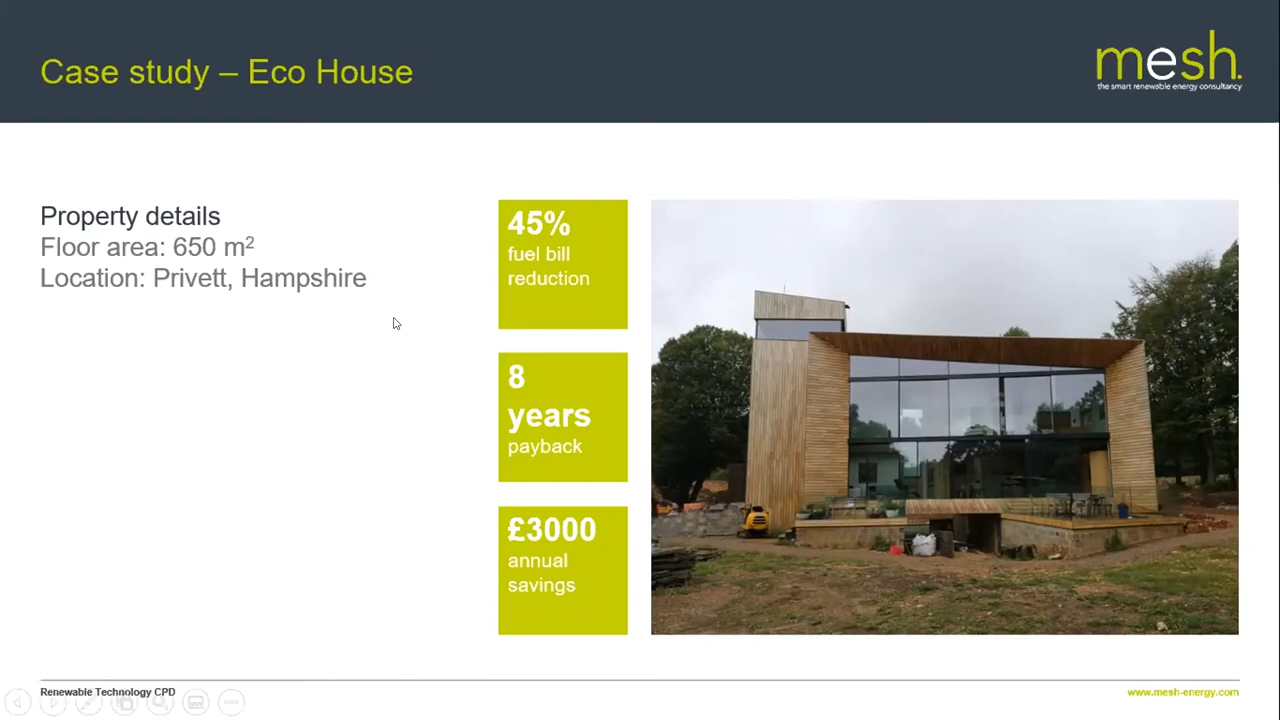 Case study – Eco House
mesh.
the smart renewable energy consultancy
Property details
Floor area: 650 m²
Location: Privett, Hampshire
45%
fuel bill
reduction
8
years
payback
£3000
annual
savings
Renewable Technology CPD
www.mesh-energy.com